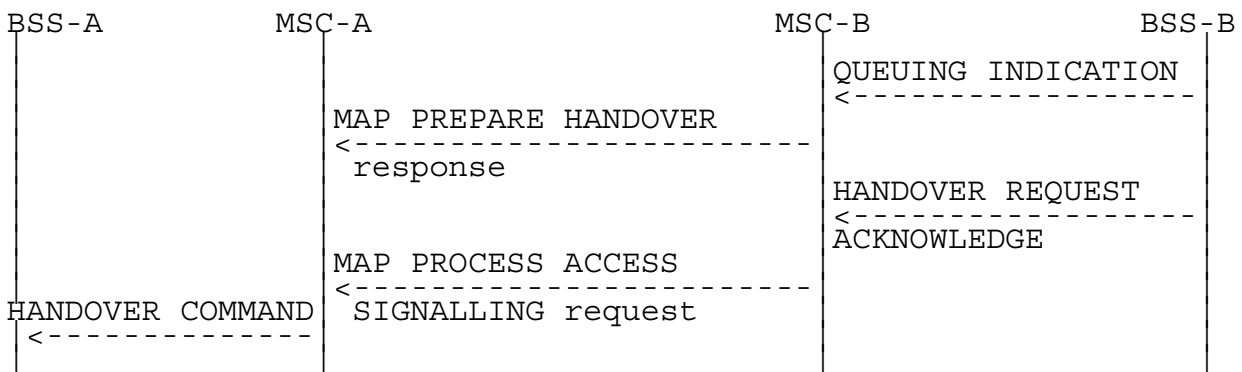 BSS-A MSC-A MSC-B BSS-B
QUEUING INDICATION
MAP PREPARE HANDOVER
response
HANDOVER REQUEST
ACKNOWLEDGE
MAP PROCESS ACCESS
HANDOVER COMMAND SIGNALLING request